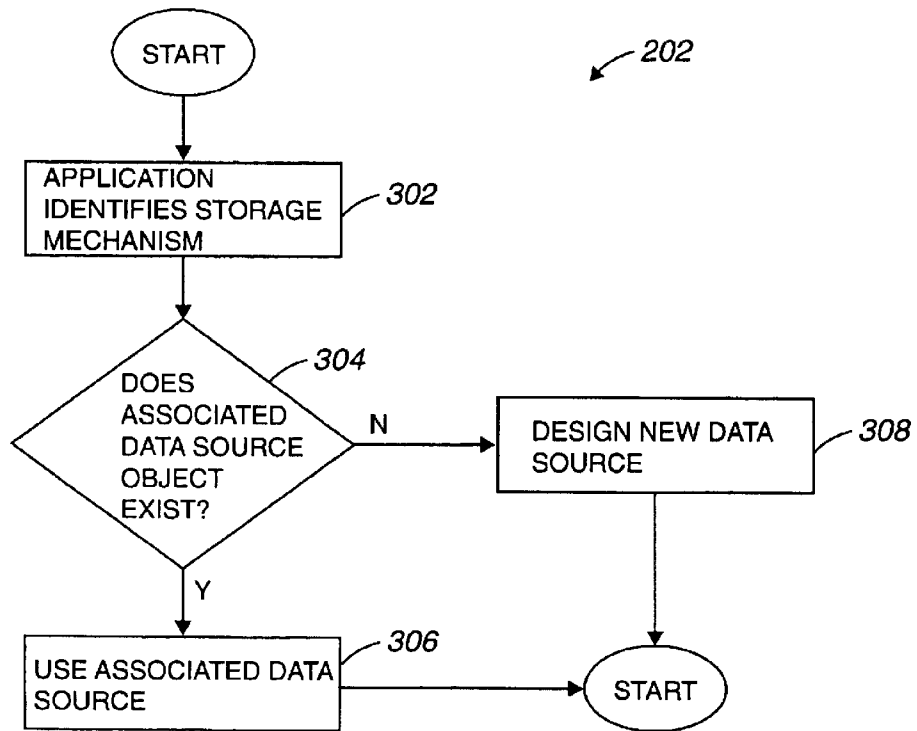 START
202
APPLICATION
IDENTIFIES STORAGE
MECHANISM
302
304
DOES
ASSOCIATED
DATA SOURCE
OBJECT
EXIST?
N
DESIGN NEW DATA
SOURCE
308
Y
USE ASSOCIATED DATA
SOURCE
306
START